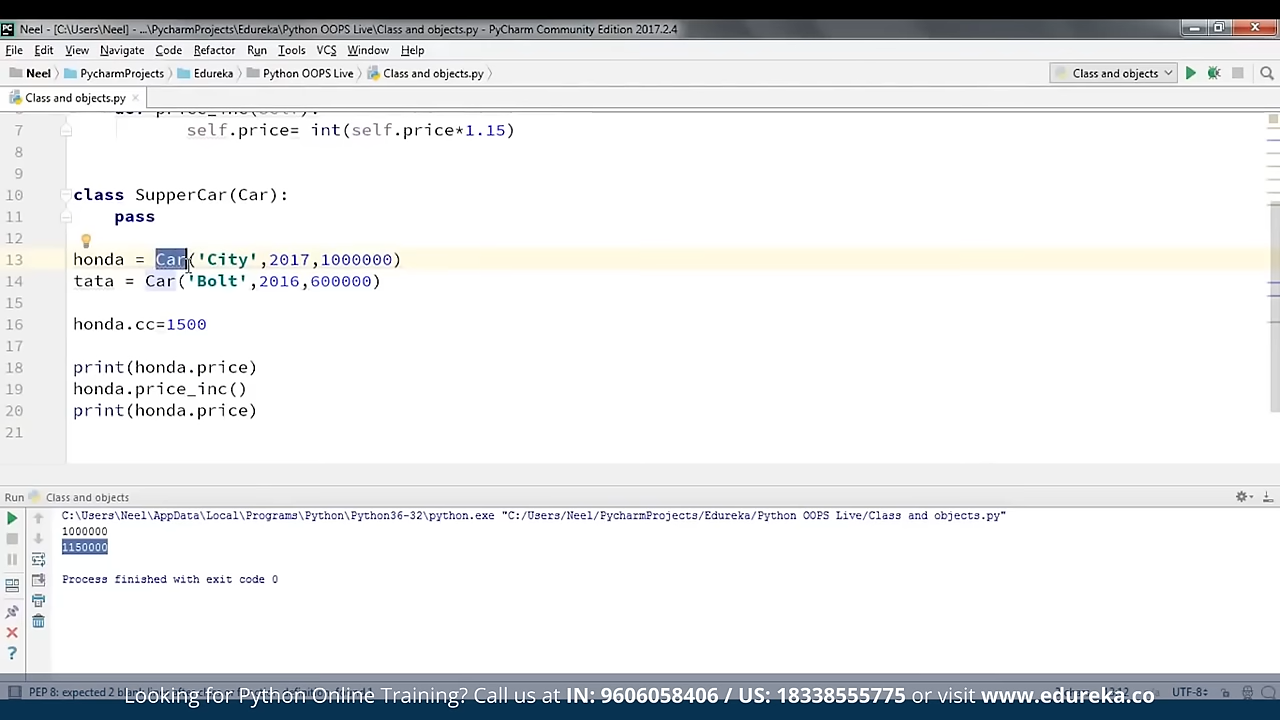 Neel - [C:\Users\Neel] - ...\PycharmProjects\Edureka\Python OOPS Live\Class and objects.py - PyCharm Community Edition 2017.2.4
File Edit View Navigate Code Refactor Run Tools VCS Window Help
Neel PycharmProjects Edureka Python OOPS Live Class and objects.py Class and objects
Class and objects.py
7 self.price= int(self.price*1.15)
8
9
10 class SupperCar(Car):
11 pass
12
13 honda = Car('City',2017,1000000)
14 tata = Car('Bolt',2016,600000)
15
16 honda.cc=1500
17
18 print(honda.price)
19 honda.price_inc()
20 print(honda.price)
21
Run Class and objects
C:\Users\Neel\AppData\Local\Programs\Python\Python36-32\python.exe "C:/Users/Neel/PycharmProjects/Edureka/Python OOPS Live/Class and objects.py"
1000000
1150000
Process finished with exit code 0
PEP 8: expected 2 UTF-8
Looking for Python Online Training? Call us at IN: 9606058406 / US: 18338555775 or visit www.edureka.co